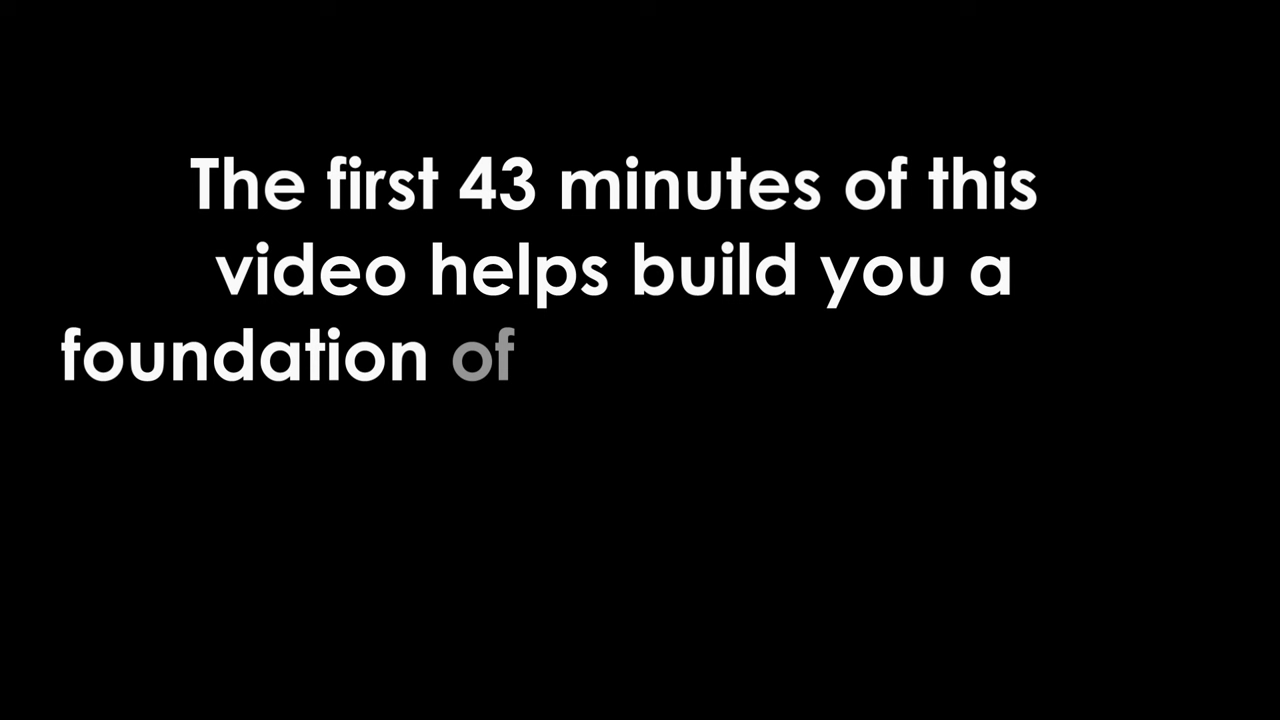 The first 43 minutes of this
video helps build you a
foundation of